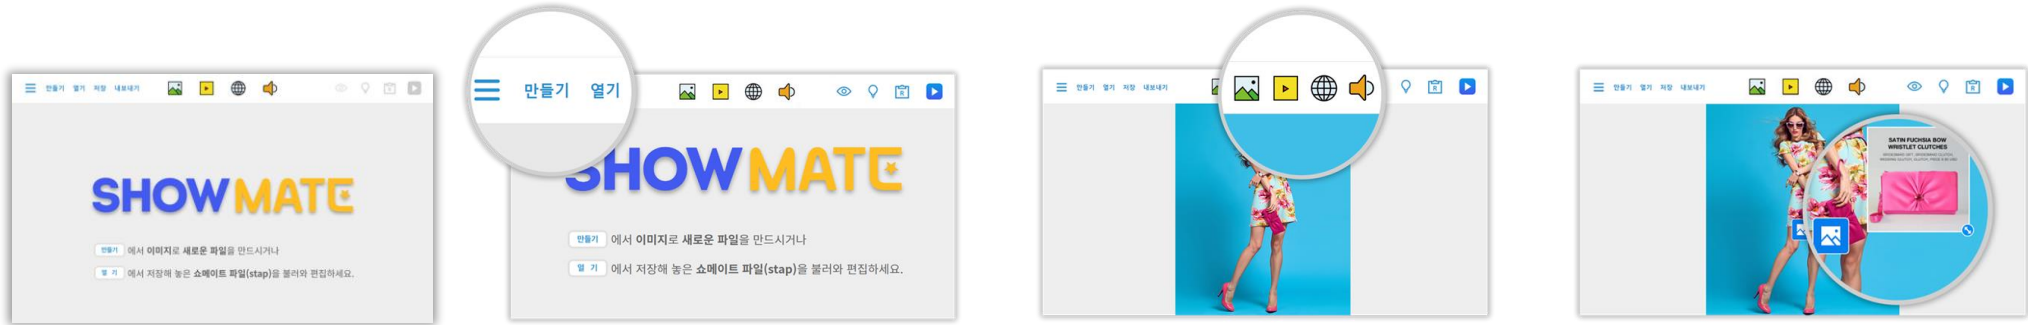 만들기 열기 저장 내보내기
SHOWMATE
만들기 에서 이미지로 새로운 파일을 만드시거나
열 기 에서 저장해 놓은 쇼메이트 파일(stap)을 불러와 편집하세요.
만들기 열기
SHOWMATE
만들기 에서 이미지로 새로운 파일을 만드시거나
열 기 에서 저장해 놓은 쇼메이트 파일(stap)을 불러와 편집하세요.
만들기 열기 저장 내보내기
만들기 열기 저장 내보내기
SATIN FUCHSIA BOW
WRISTLET CLUTCHES